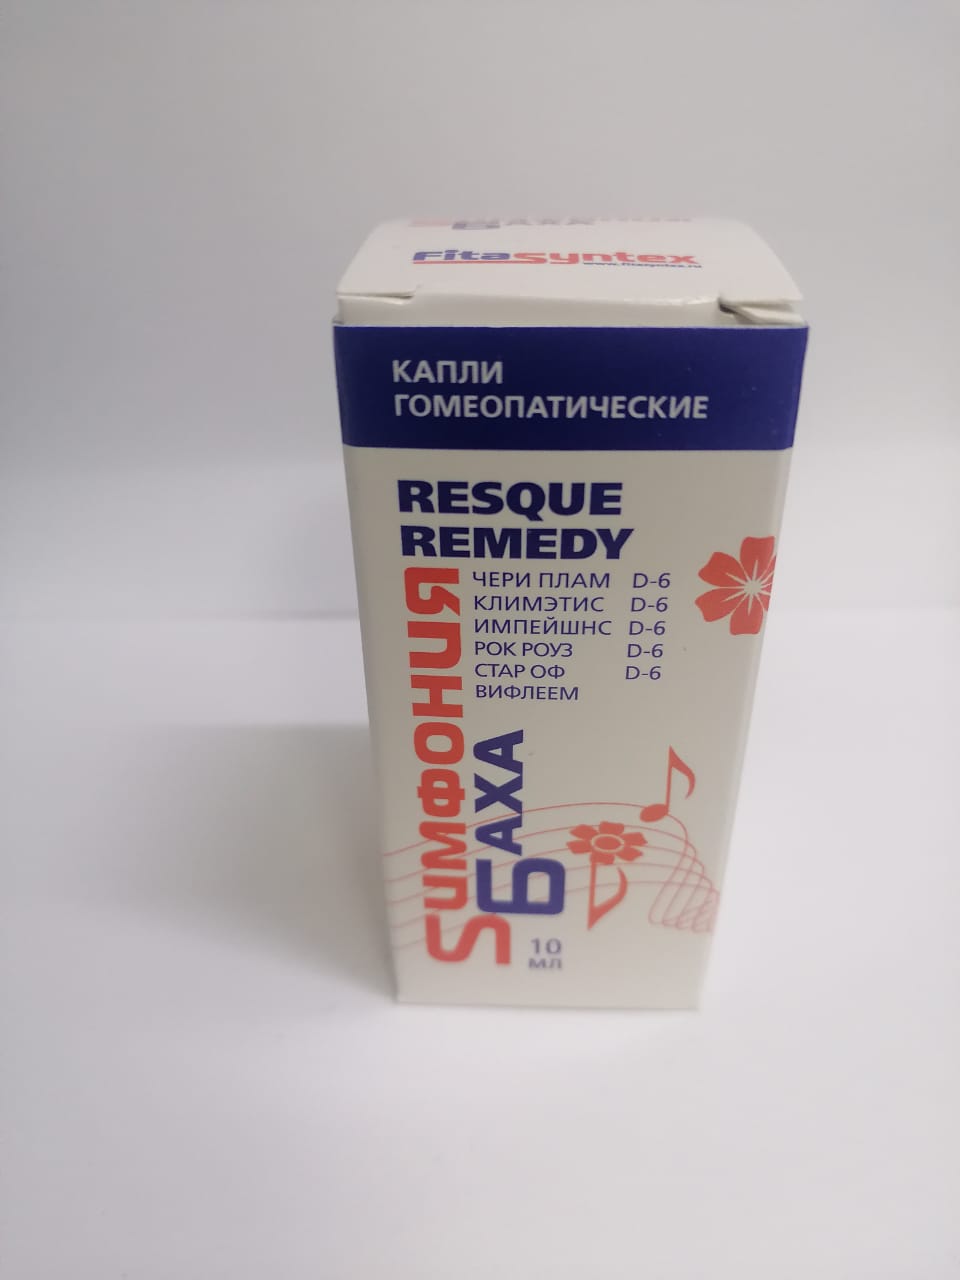 БАХА
Fitasyntex
www.fitasyntex.ru
КАПЛИ
ГОМЕОПАТИЧЕСКИЕ
RESQUE
REMEDY
ЧЕРИ ПЛАМ D-6
КЛИМЭТИС D-6
ИМПЕЙШНС D-6
РОК РОУЗ D-6
СТАР ОФ D-6
ВИФЛЕЕМ
Sимфония
БАХА
10
мл